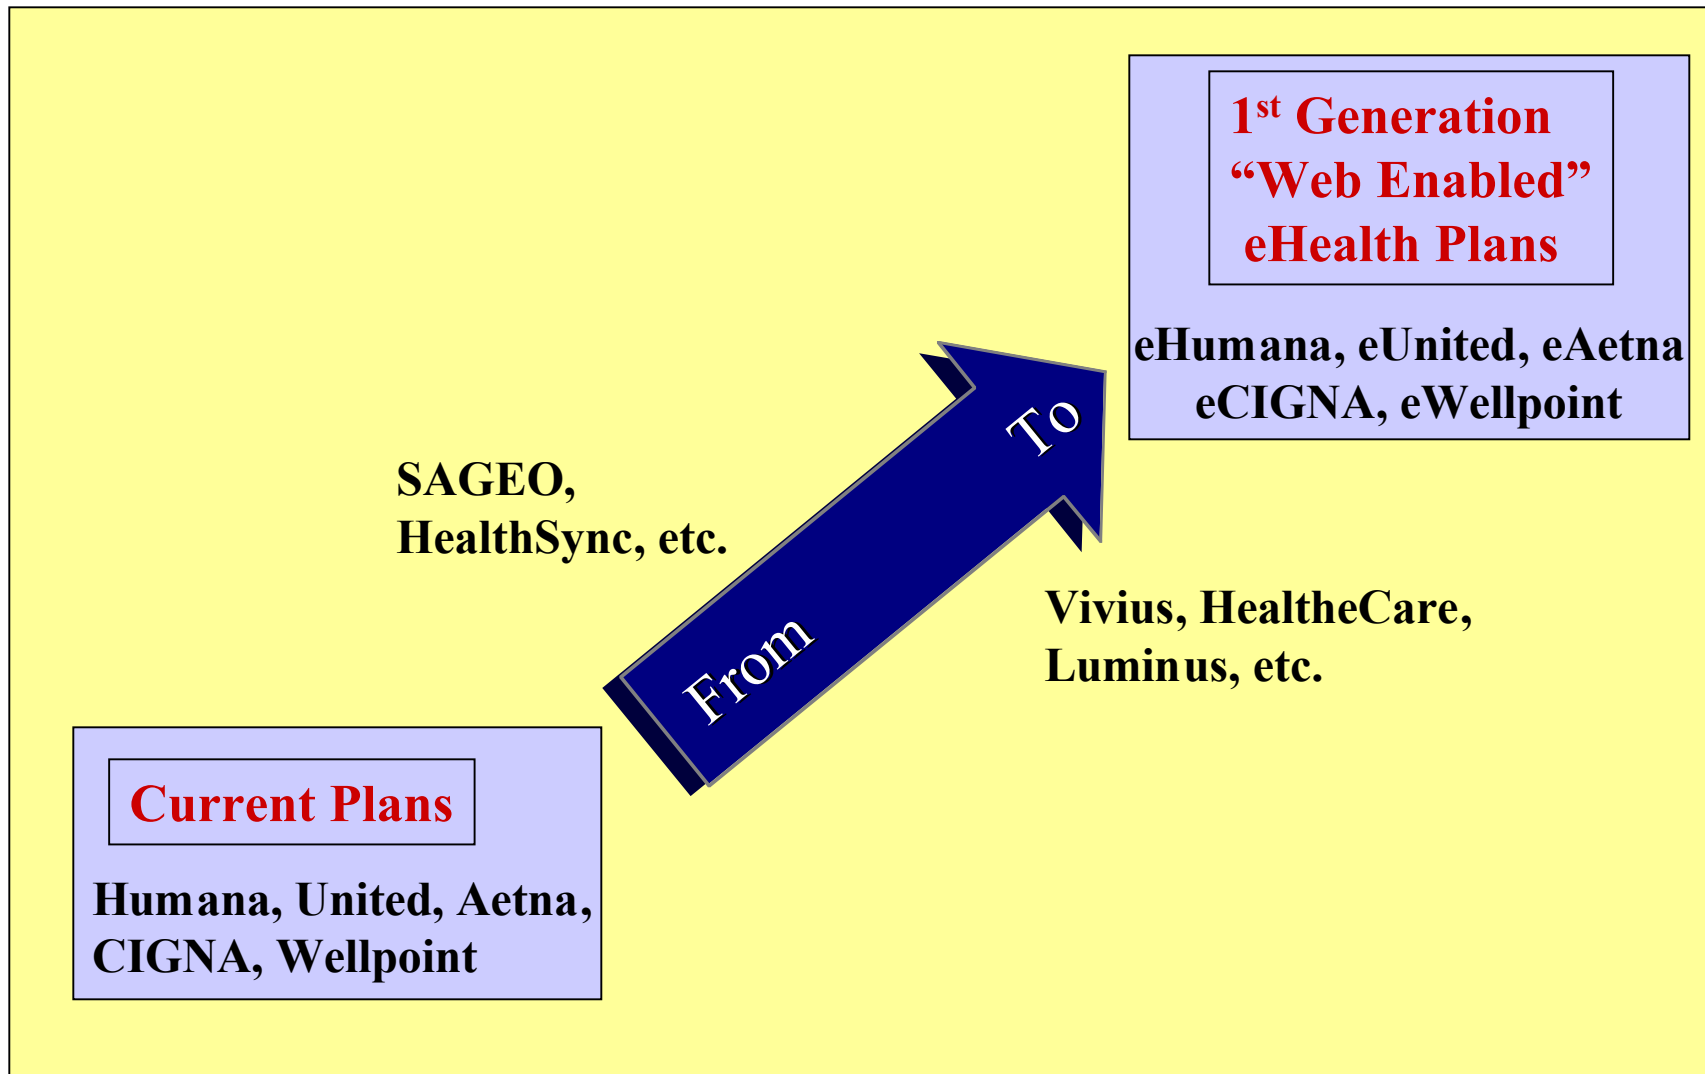 1st Generation
“Web Enabled”
eHealth Plans
eHumana, eUnited, eAetna
eCIGNA, eWellpoint
To
SAGEO,
HealthSync, etc.
From
Vivius, HealtheCare,
Luminus, etc.
Current Plans
Humana, United, Aetna,
CIGNA, Wellpoint